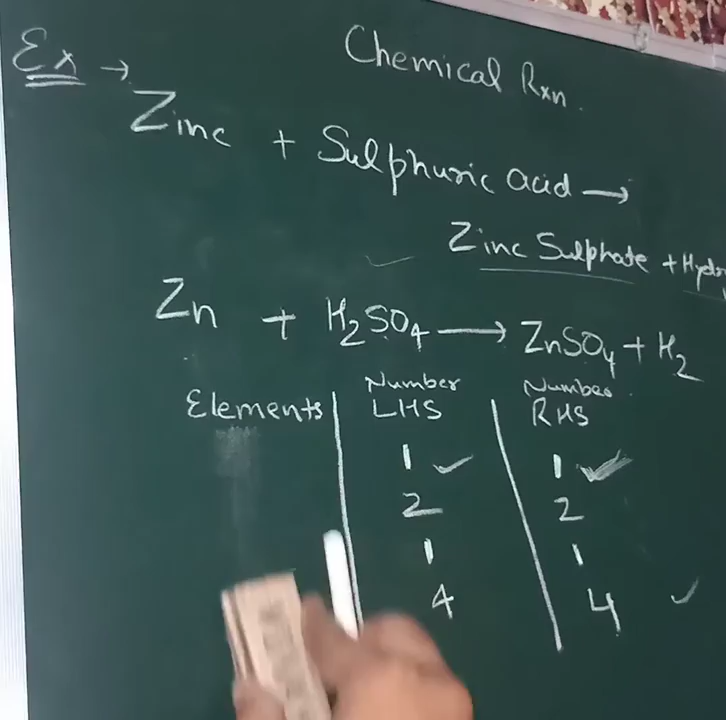 Chemical Rxn.
Ex →
Zinc + Sulphuric acid →
Zinc Sulphate +
Zn + H₂SO₄ → ZnSO₄ + H₂
Elements Number LHS Number RHS
1 ✓ 1 ✓
2 2
1 1
4 4 ✓